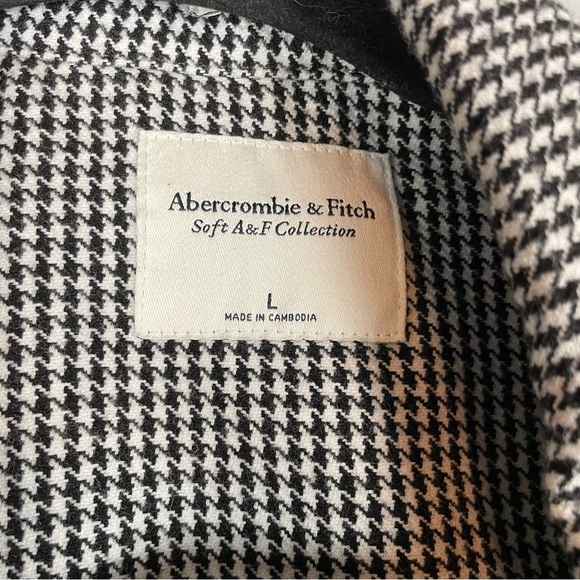 Abercrombie & Fitch
Soft A&F Collection
L
MADE IN CAMBODIA